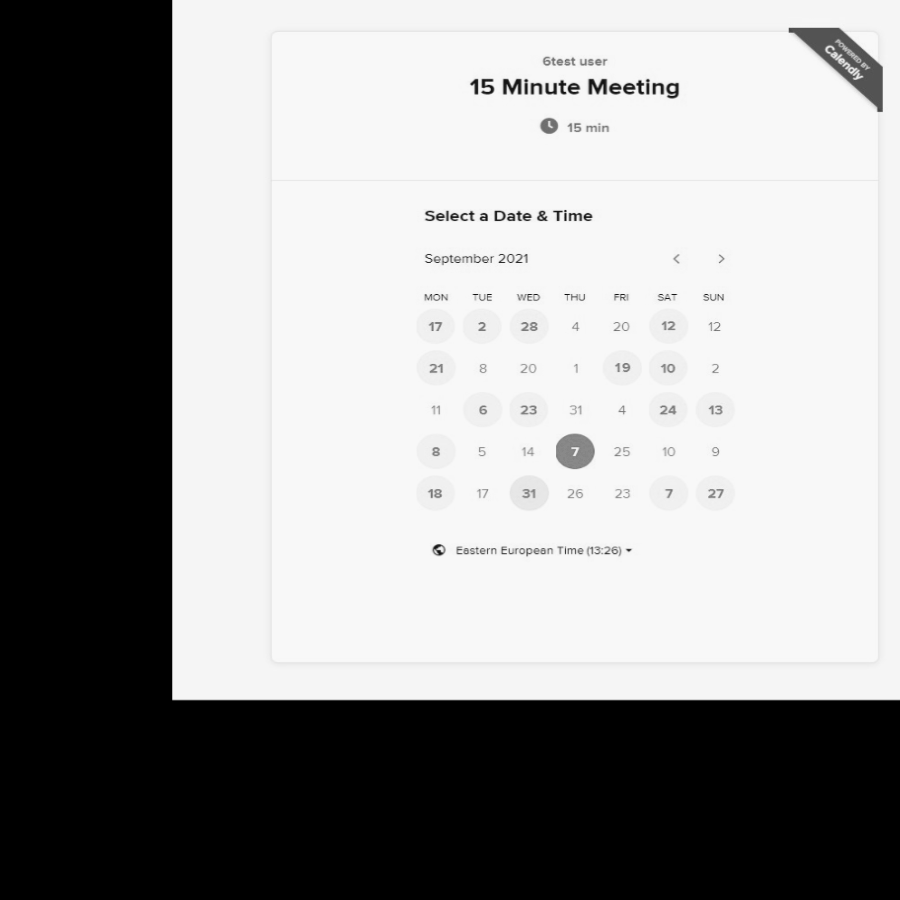 POWERED BY
Calendly
6test user
15 Minute Meeting
15 min
Select a Date & Time
September 2021
MON TUE WED THU FRI SAT SUN
17 2 28 4 20 12 12
21 8 20 1 19 10 2
11 6 23 31 4 24 13
8 5 14 7 25 10 9
18 17 31 26 23 7 27
Eastern European Time (13:26)